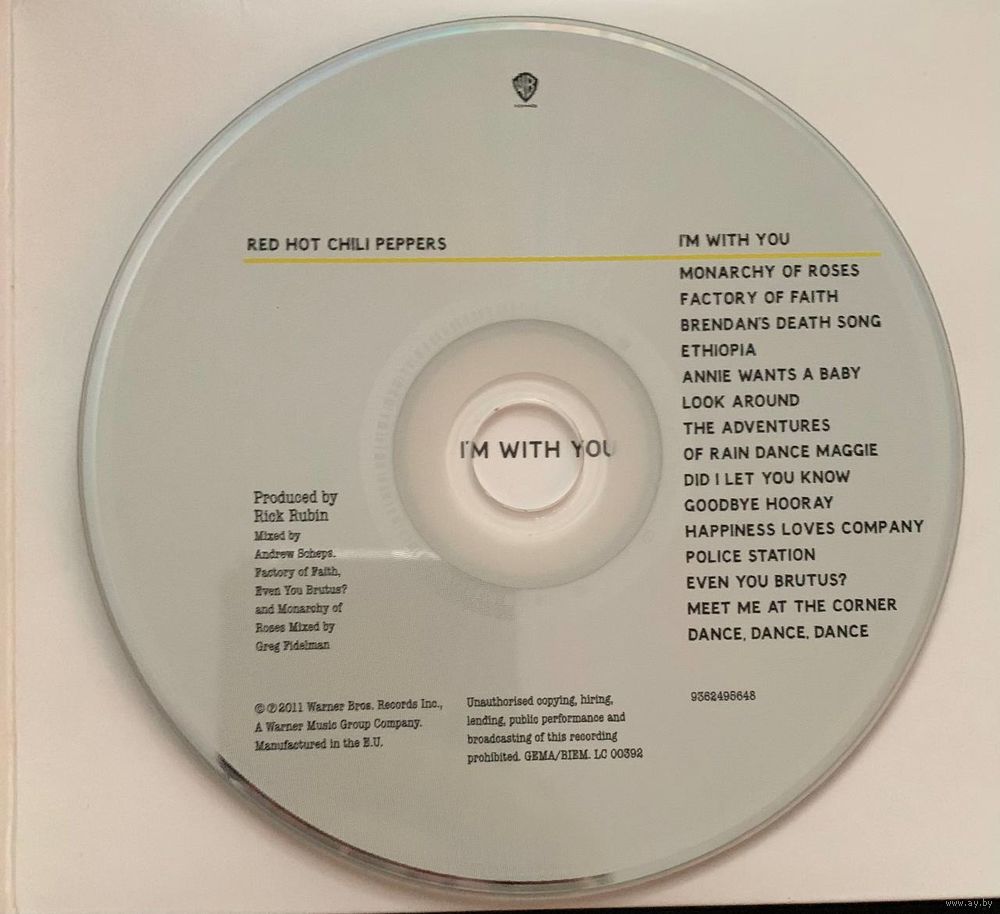 RED HOT CHILI PEPPERS
I'M WITH YOU
MONARCHY OF ROSES
FACTORY OF FAITH
BRENDAN'S DEATH SONG
ETHIOPIA
ANNIE WANTS A BABY
LOOK AROUND
THE ADVENTURES
OF RAIN DANCE MAGGIE
DID I LET YOU KNOW
GOODBYE HOORAY
HAPPINESS LOVES COMPANY
POLICE STATION
EVEN YOU BRUTUS?
MEET ME AT THE CORNER
DANCE, DANCE, DANCE
I'M WITH YOU
Produced by
Rick Rubin
Mixed by
Andrew Scheps.
Factory of Faith,
Even You Brutus?
and Monarchy of
Roses Mixed by
Greg Fidelman
©℗2011 Warner Bros. Records Inc.,
A Warner Music Group Company.
Manufactured in the E.U.
Unauthorised copying, hiring,
lending, public performance and
broadcasting of this recording
prohibited. GEMA/BIEM. LC 00392
9362495648
www.ay.by